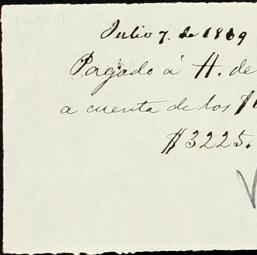 Julio 7. de 1869
Pagado á H. de
a cuenta de los
$3225.